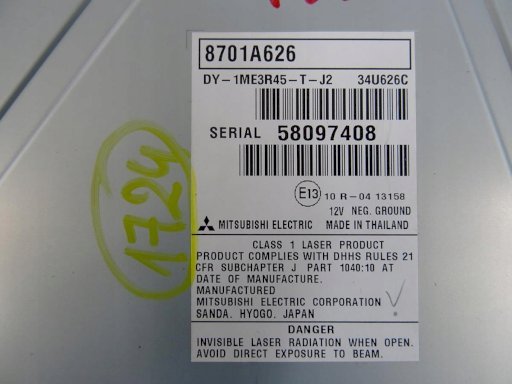 8701A626
DY-1ME3R45-T-J2 34U626C
SERIAL 58097408
E13 10 R-04 13158
12V NEG. GROUND
MITSUBISHI ELECTRIC MADE IN THAILAND
CLASS 1 LASER PRODUCT
PRODUCT COMPLIES WITH DHHS RULES 21
CFR SUBCHAPTER J PART 1040:10 AT
DATE OF MANUFACTURE.
MANUFACTURED
MITSUBISHI ELECTRIC CORPORATION
SANDA, HYOGO, JAPAN
DANGER
INVISIBLE LASER RADIATION WHEN OPEN.
AVOID DIRECT EXPOSURE TO BEAM.
1724